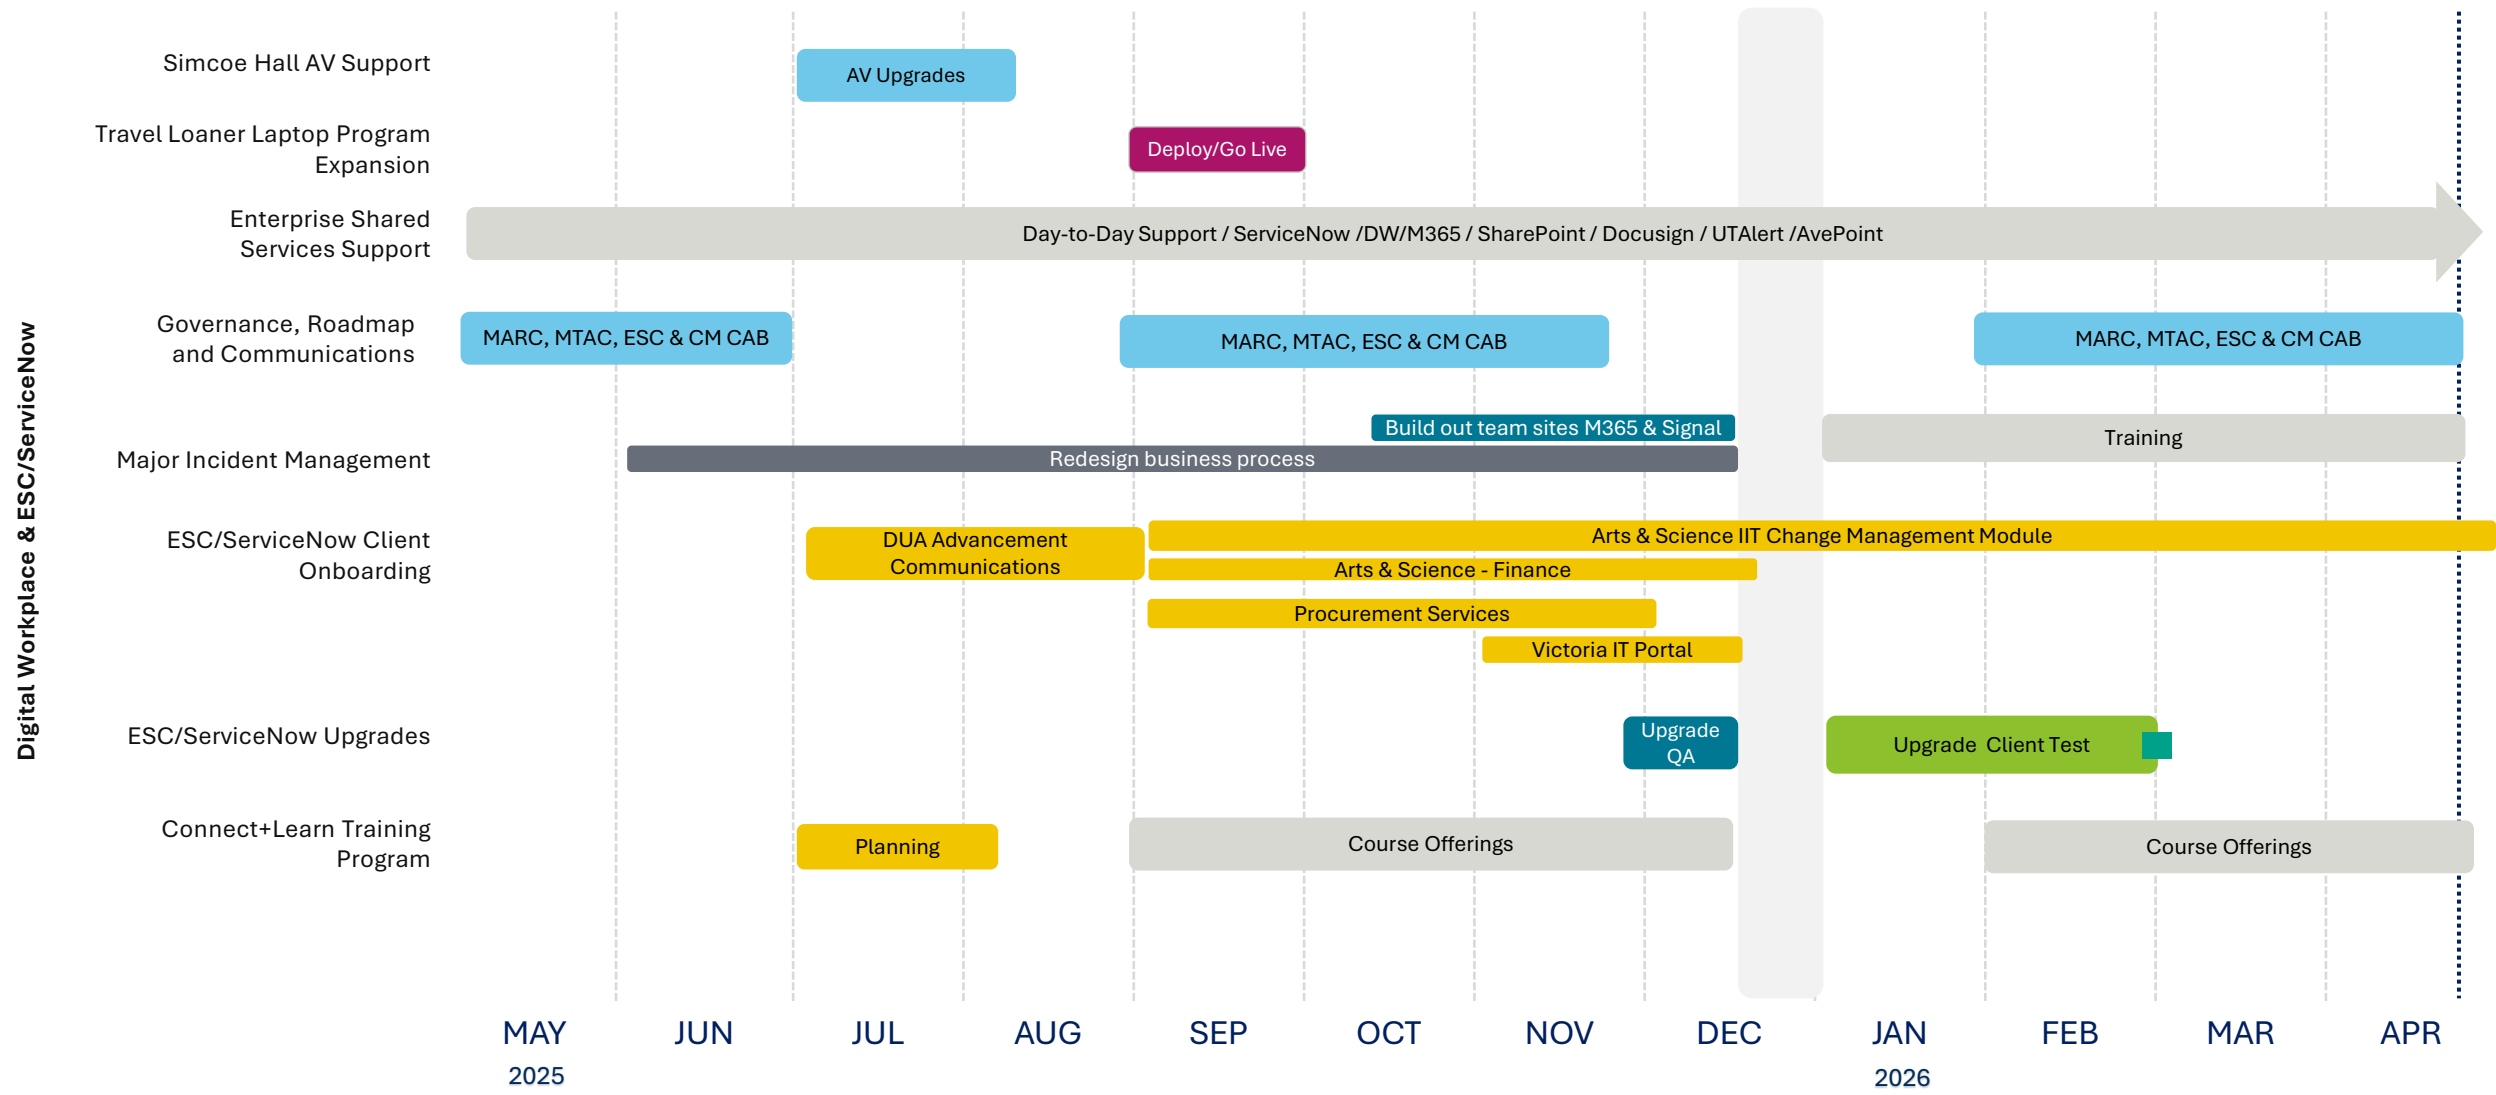 Digital Workplace & ESC/ServiceNow
Simcoe Hall AV Support
AV Upgrades
Travel Loaner Laptop Program
Expansion
Deploy/Go Live
Enterprise Shared
Services Support
Day-to-Day Support / ServiceNow /DW/M365 / SharePoint / Docusign / UTAlert /AvePoint
Governance, Roadmap
and Communications
MARC, MTAC, ESC & CM CAB
MARC, MTAC, ESC & CM CAB
MARC, MTAC, ESC & CM CAB
Major Incident Management
Build out team sites M365 & Signal
Redesign business process
Training
ESC/ServiceNow Client
Onboarding
DUA Advancement
Communications
Arts & Science IIT Change Management Module
Arts & Science - Finance
Procurement Services
Victoria IT Portal
ESC/ServiceNow Upgrades
Upgrade
QA
Upgrade  Client Test
Connect+Learn Training
Program
Planning
Course Offerings
Course Offerings
MAY JUN JUL AUG SEP OCT NOV DEC JAN FEB MAR APR
2025 2026